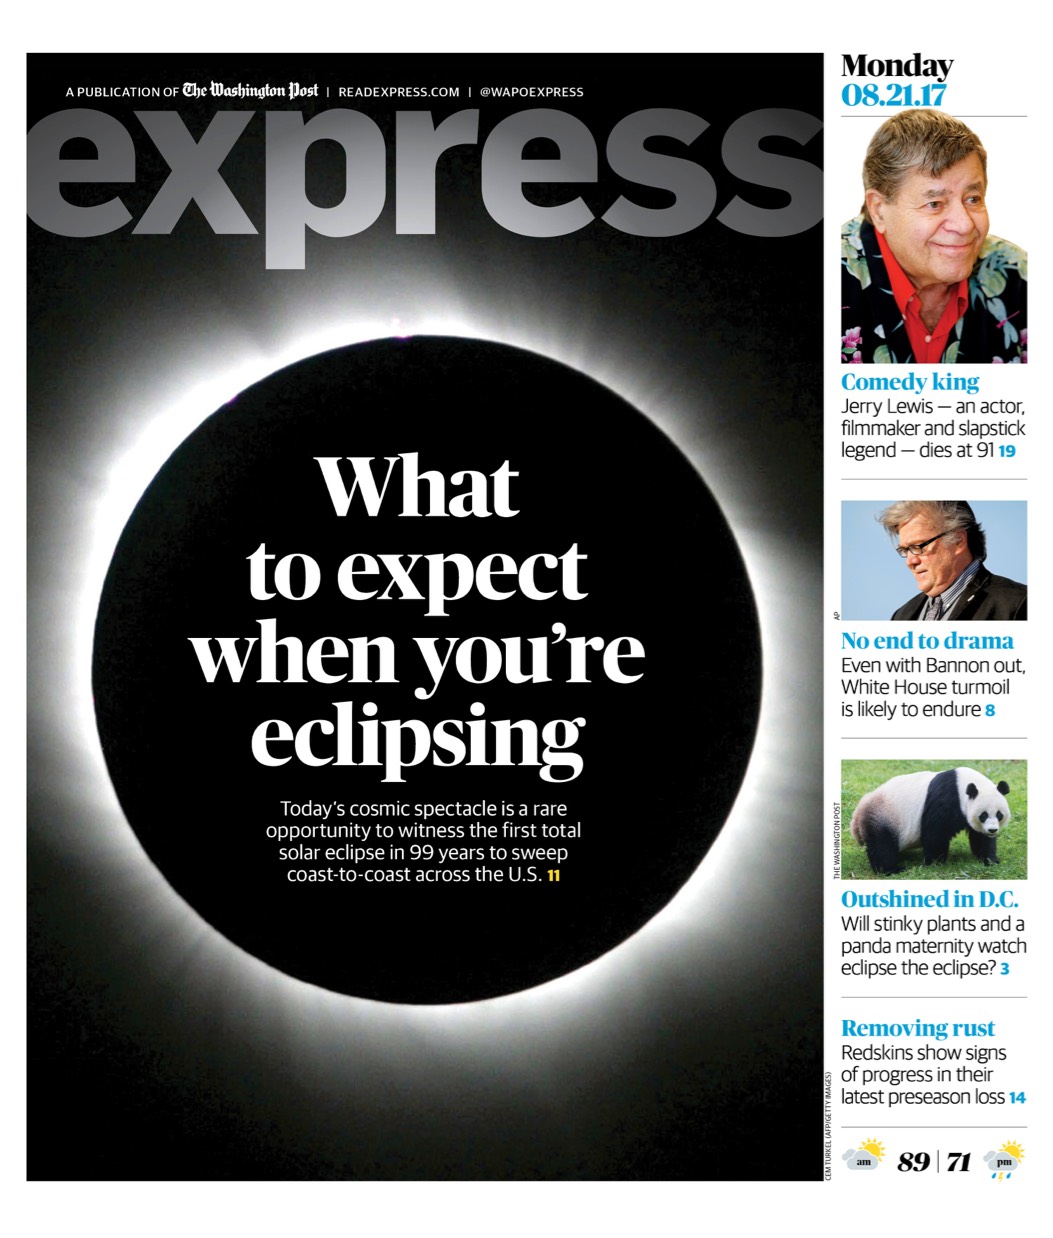 A PUBLICATION OF The Washington Post | READEXPRESS.COM | @WAPOEXPRESS
express
What
to expect
when you're
eclipsing
Today's cosmic spectacle is a rare
opportunity to witness the first total
solar eclipse in 99 years to sweep
coast-to-coast across the U.S. 11
CEM TURKEL (AFP/GETTY IMAGES)
Monday
08.21.17
Comedy king
Jerry Lewis — an actor,
filmmaker and slapstick
legend — dies at 91 19
AP
No end to drama
Even with Bannon out,
White House turmoil
is likely to endure 8
THE WASHINGTON POST
Outshined in D.C.
Will stinky plants and a
panda maternity watch
eclipse the eclipse? 3
Removing rust
Redskins show signs
of progress in their
latest preseason loss 14
am 89 | 71 pm